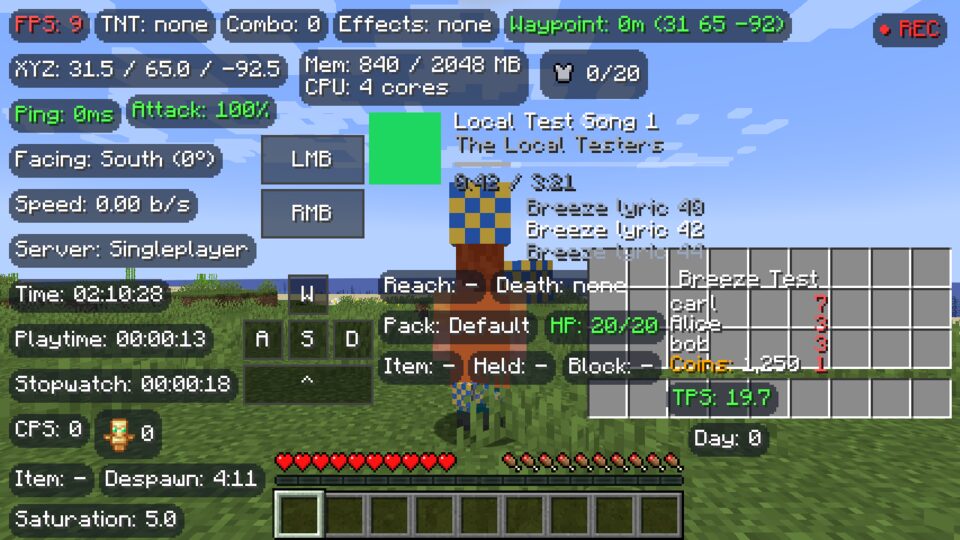 FPS: 9 TNT: none Combo: 0 Effects: none Waypoint: 0m (31 65 -92) REC
XYZ: 31.5 / 65.0 / -92.5
Mem: 840 / 2048 MB
CPU: 4 cores
0/20
Ping: 0ms
Attack: 100%
Local Test Song 1
The Local Testers
0:42 / 3:21
Breeze lyric 40
Breeze lyric 42
Breeze lyric 44
Facing: South (0°)
LMB
Speed: 0.00 b/s
RMB
Server: Singleplayer
Time: 02:10:28
W
Reach: - Death: none
Breeze Test
carl 7
Alice 3
bob 3
Coins: 1,250 1
Playtime: 00:00:13
A S D
Pack: Default HP: 20/20
Item: - Held: - Block: -
Stopwatch: 00:00:18
^
TPS: 19.7
CPS: 0
0
Day: 0
Item: - Despawn: 4:11
Saturation: 5.0